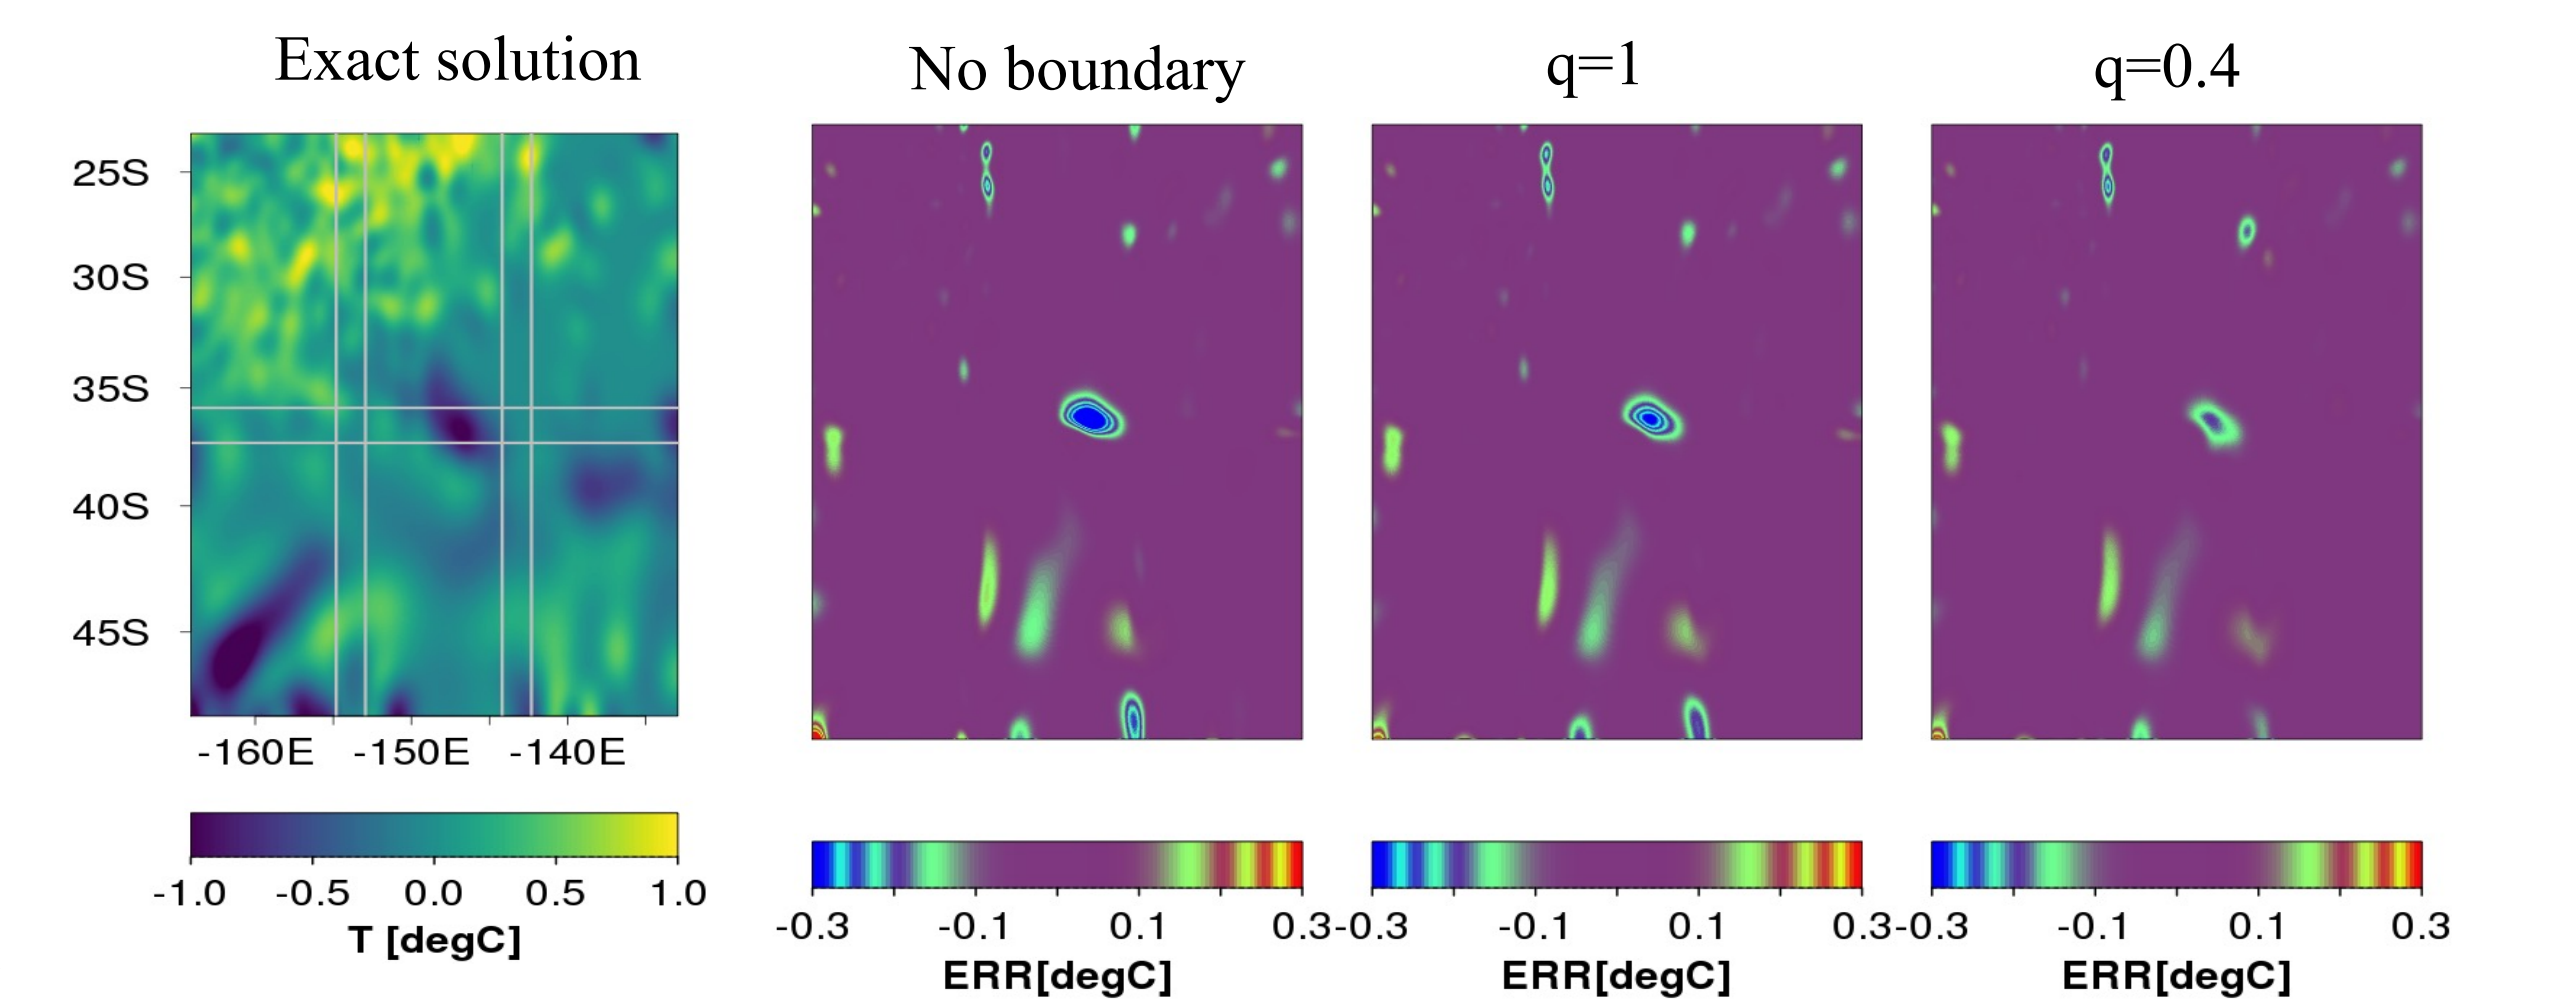 Exact solution
No boundary
q=1
q=0.4
25S
30S
35S
40S
45S
-160E -150E -140E
-1.0 -0.5 0.0 0.5 1.0
T [degC]
-0.3 -0.1 0.1 0.3
ERR[degC]
-0.3 -0.1 0.1 0.3
ERR[degC]
-0.3 -0.1 0.1 0.3
ERR[degC]